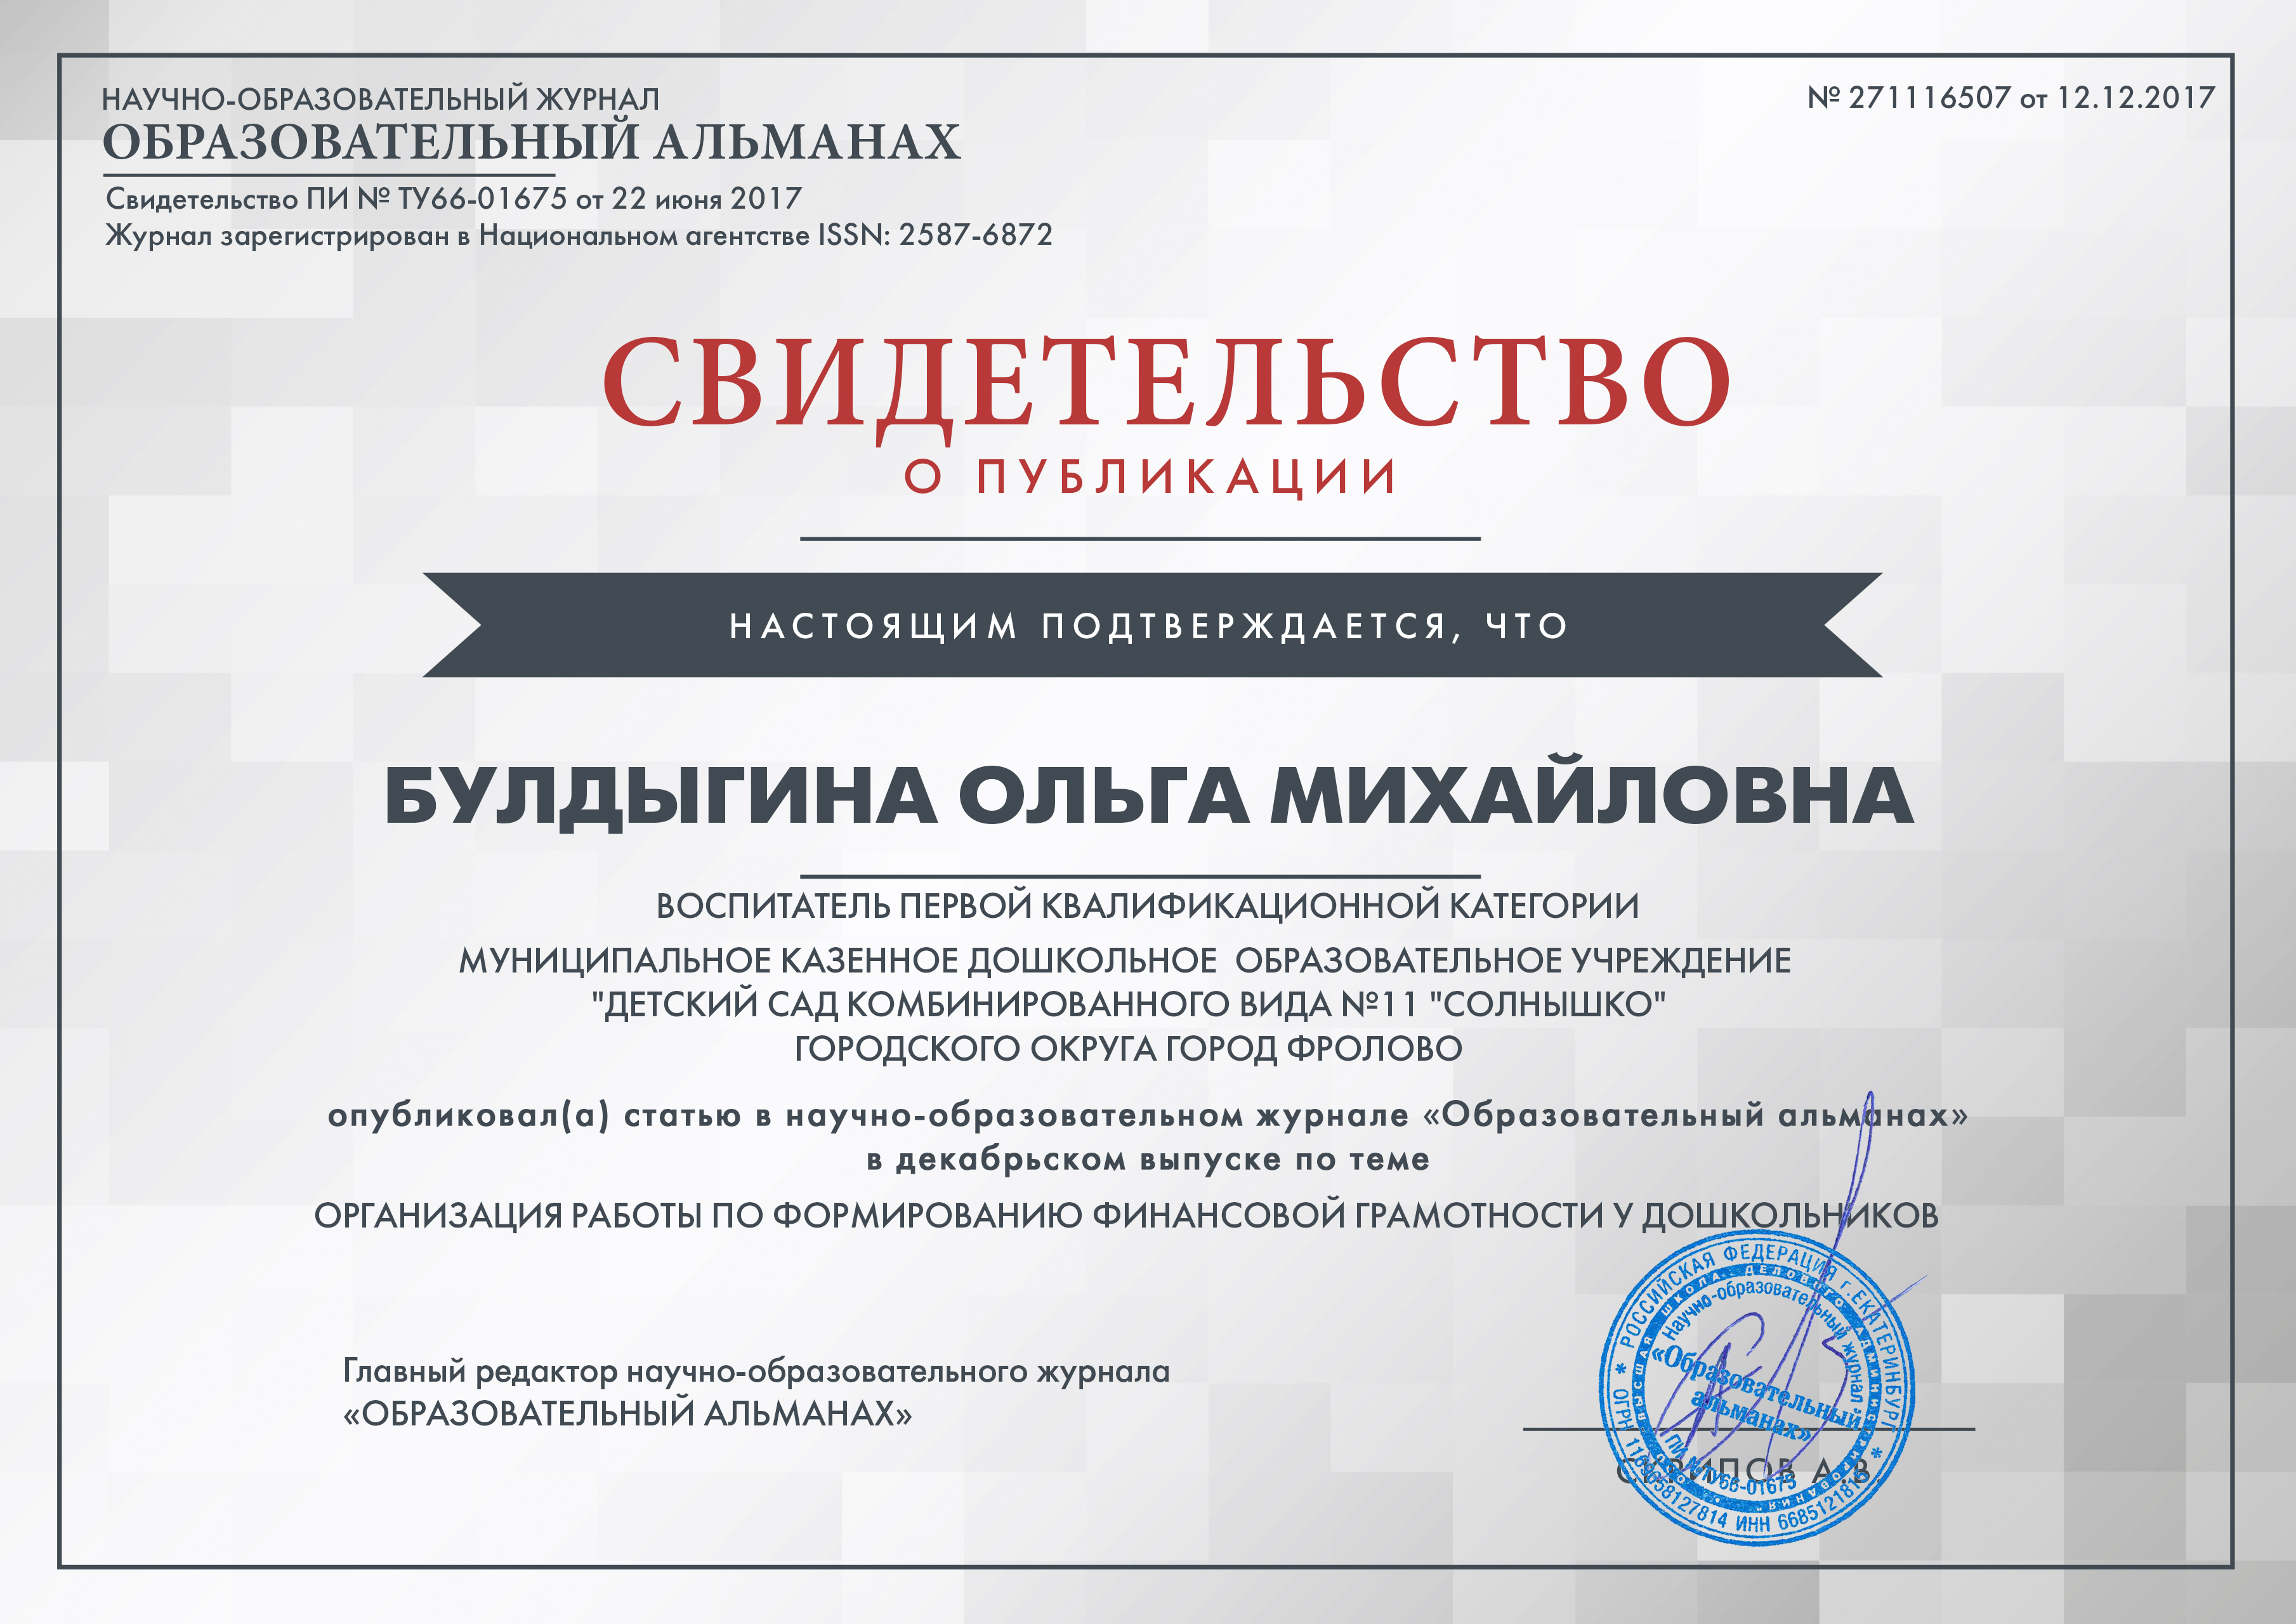 НАУЧНО-ОБРАЗОВАТЕЛЬНЫЙ ЖУРНАЛ
ОБРАЗОВАТЕЛЬНЫЙ АЛЬМАНАХ
Свидетельство ПИ № ТУ66-01675 от 22 июня 2017
Журнал зарегистрирован в Национальном агентстве ISSN: 2587-6872
№ 271116507 от 12.12.2017
СВИДЕТЕЛЬСТВО
О ПУБЛИКАЦИИ
НАСТОЯЩИМ ПОДТВЕРЖДАЕТСЯ, ЧТО
БУЛДЫГИНА ОЛЬГА МИХАЙЛОВНА
ВОСПИТАТЕЛЬ ПЕРВОЙ КВАЛИФИКАЦИОННОЙ КАТЕГОРИИ
МУНИЦИПАЛЬНОЕ КАЗЕННОЕ ДОШКОЛЬНОЕ  ОБРАЗОВАТЕЛЬНОЕ УЧРЕЖДЕНИЕ
"ДЕТСКИЙ САД КОМБИНИРОВАННОГО ВИДА №11 "СОЛНЫШКО"
ГОРОДСКОГО ОКРУГА ГОРОД ФРОЛОВО
опубликовал(а) статью в научно-образовательном журнале «Образовательный альманах»
в декабрьском выпуске по теме
ОРГАНИЗАЦИЯ РАБОТЫ ПО ФОРМИРОВАНИЮ ФИНАНСОВОЙ ГРАМОТНОСТИ У ДОШКОЛЬНИКОВ
Главный редактор научно-образовательного журнала
«ОБРАЗОВАТЕЛЬНЫЙ АЛЬМАНАХ»
* РОССИЙСКАЯ ФЕДЕРАЦИЯ г.ЕКАТЕРИНБУРГ *
ВЫСШАЯ ШКОЛА ДЕЛОВОГО АДМИНИСТРИРОВАНИЯ
Научно-образовательный журнал
«Образовательный
альманах»
ПИ №ТУ66-01675
ОГРН ИНН
СКРИПОВ А.В.